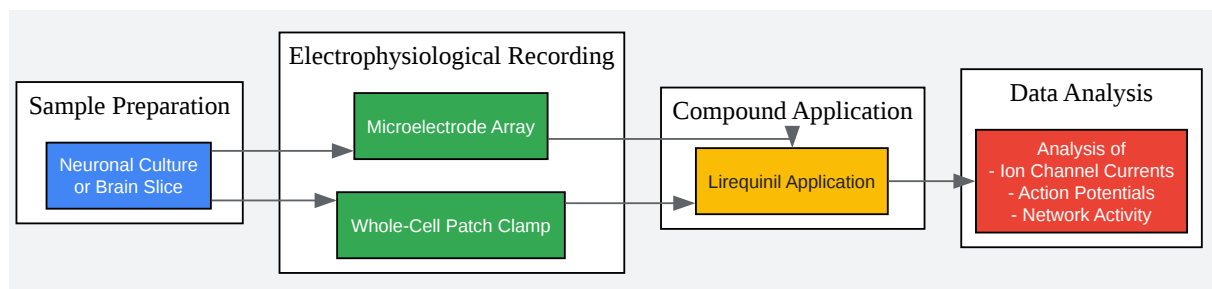 Sample Preparation
Neuronal Culture
or Brain Slice
Electrophysiological Recording
Microelectrode Array
Whole-Cell Patch Clamp
Compound Application
Lirequinil Application
Data Analysis
Analysis of
- Ion Channel Currents
- Action Potentials
- Network Activity